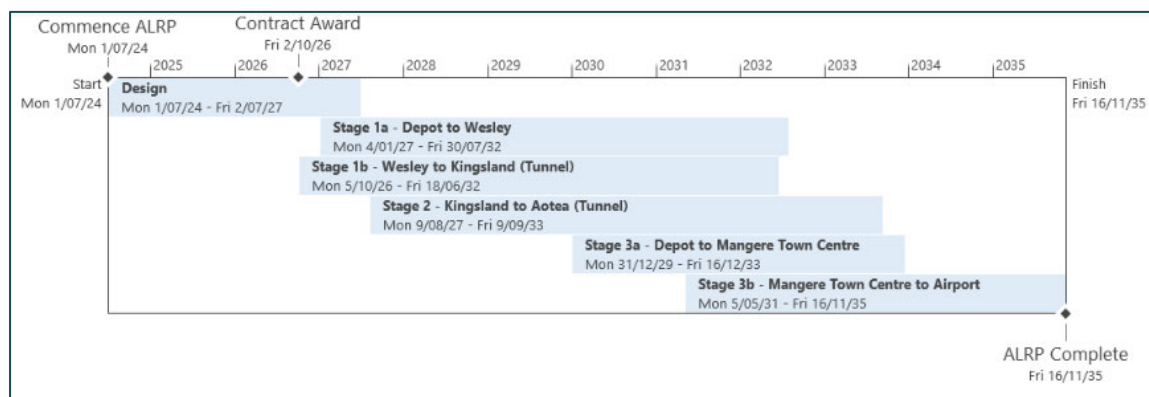 Commence ALRP
Mon 1/07/24
Contract Award
Fri 2/10/26
2025 2026 2027 2028 2029 2030 2031 2032 2033 2034 2035
Start
Mon 1/07/24
Finish
Fri 16/11/35
Design
Mon 1/07/24 - Fri 2/07/27
Stage 1a - Depot to Wesley
Mon 4/01/27 - Fri 30/07/32
Stage 1b - Wesley to Kingsland (Tunnel)
Mon 5/10/26 - Fri 18/06/32
Stage 2 - Kingsland to Aotea (Tunnel)
Mon 9/08/27 - Fri 9/09/33
Stage 3a - Depot to Mangere Town Centre
Mon 31/12/29 - Fri 16/12/33
Stage 3b - Mangere Town Centre to Airport
Mon 5/05/31 - Fri 16/11/35
ALRP Complete
Fri 16/11/35